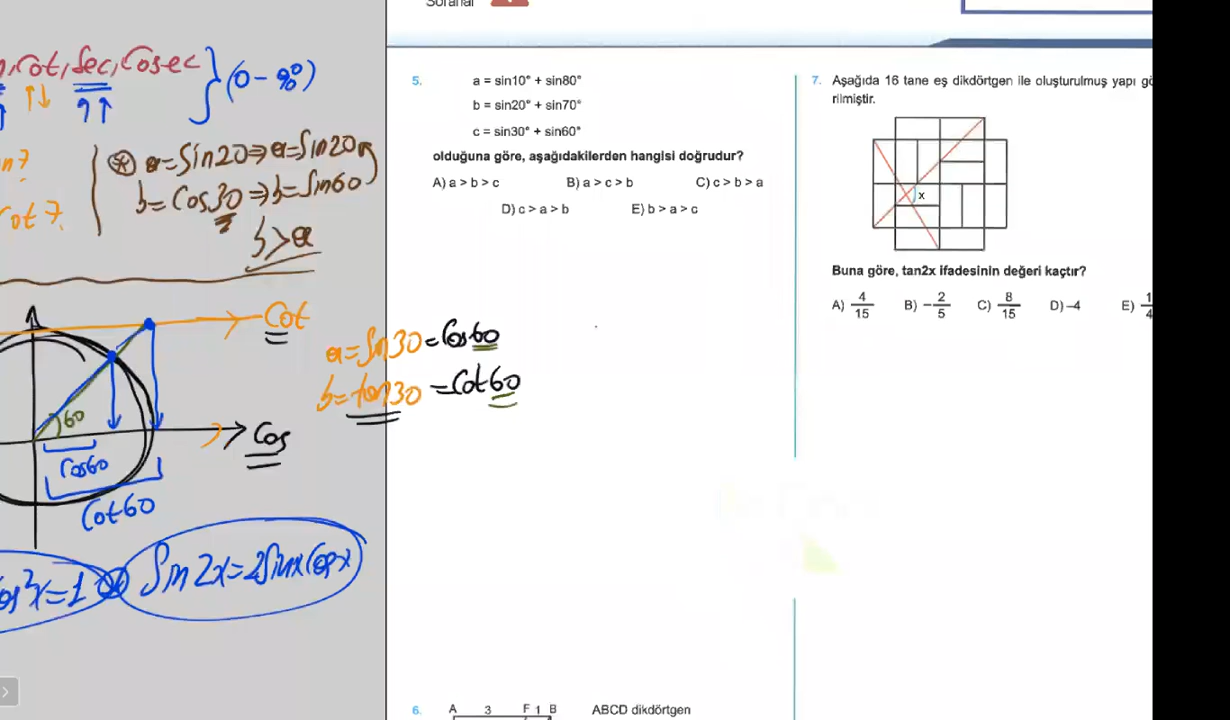 Sorular
, Cot, Sec, Cosec
(0 - 90°)
a = Sin20 ⇒ a = Sin20
b = Cos30 ⇒ b = Sin60
b > a
Cot
60
Cos
Cos60
Cot60
a = Sin30 = Cos60
b = tan30 = Cot60
cos²x = 1
Sin2x = 2Sinx Cosx
5. a = sin10° + sin80°
b = sin20° + sin70°
c = sin30° + sin60°
olduğuna göre, aşağıdakilerden hangisi doğrudur?
A) a > b > c B) a > c > b C) c > b > a
D) c > a > b E) b > a > c
6. A 3 F 1 B ABCD dikdörtgen
7. Aşağıda 16 tane eş dikdörtgen ile oluşturulmuş yapı gö
rilmiştir.
x
Buna göre, tan2x ifadesinin değeri kaçtır?
A) 4/15 B) -2/5 C) 8/15 D) -4 E) 1/4